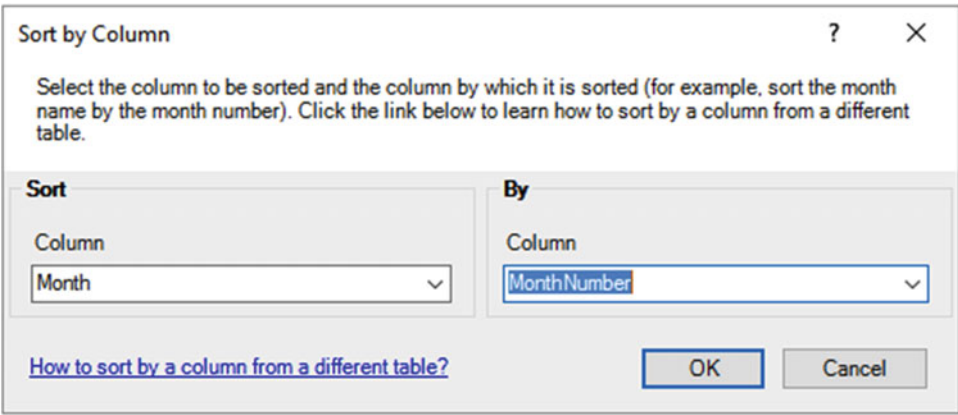 Sort by Column
?
Select the column to be sorted and the column by which it is sorted (for example, sort the month
name by the month number). Click the link below to learn how to sort by a column from a different
table.
Sort
By
Column
Column
Month
MonthNumber
How to sort by a column from a different table?
OK
Cancel